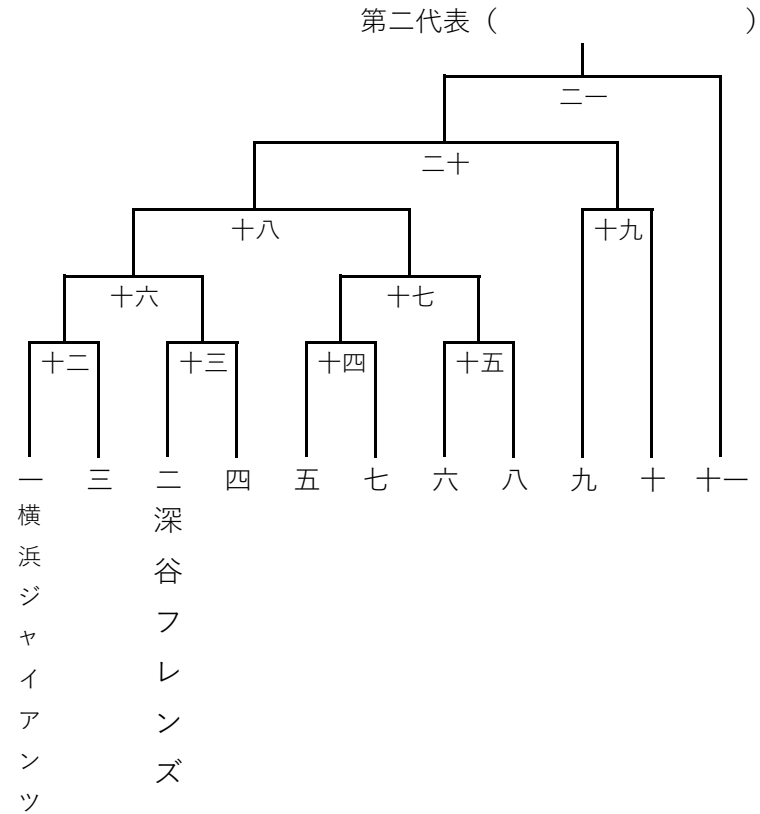 第二代表（　　　　　　　　　）
二一
二十
十八
十九
十六
十七
十二
十三
十四
十五
一
三
二
四
五
七
六
八
九
十
十一
横浜ジャイアンツ
深谷フレンズ